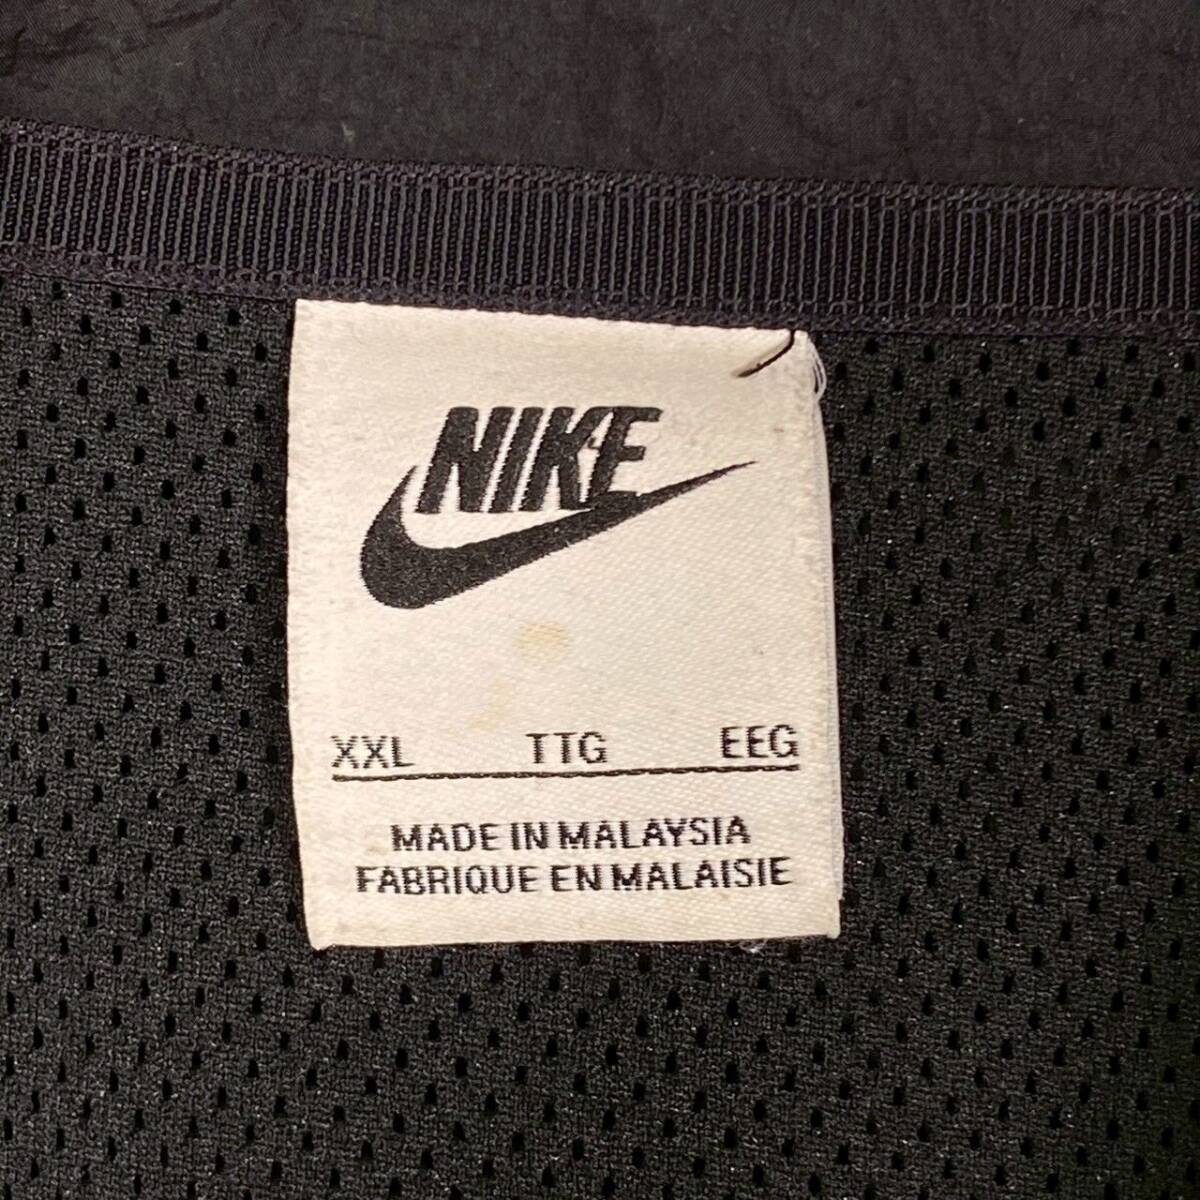 NIKE
XXL TTG EEG
MADE IN MALAYSIA
FABRIQUE EN MALAISIE